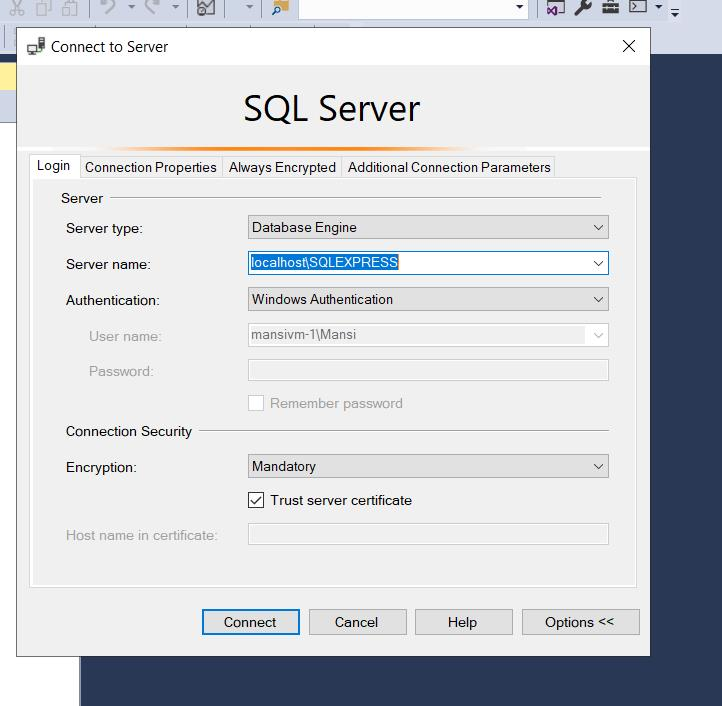 Connect to Server
SQL Server
Login Connection Properties Always Encrypted Additional Connection Parameters
Server
Server type: Database Engine
Server name: localhost\SQLEXPRESS
Authentication: Windows Authentication
User name: mansivm-1\Mansi
Password:
Remember password
Connection Security
Encryption: Mandatory
Trust server certificate
Host name in certificate:
Connect Cancel Help Options <<